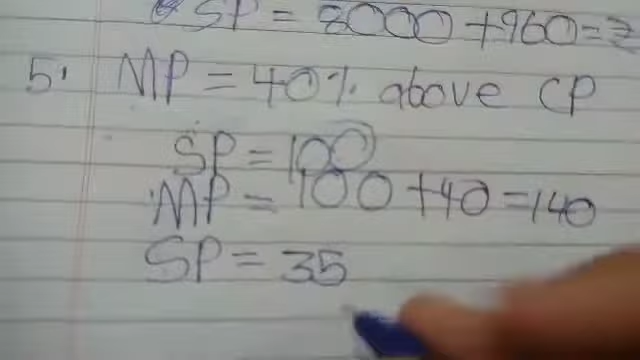 SP = 8000 + 960 =
5. MP = 40% above CP
SP = 100
MP = 100 + 40 = 140
SP = 35